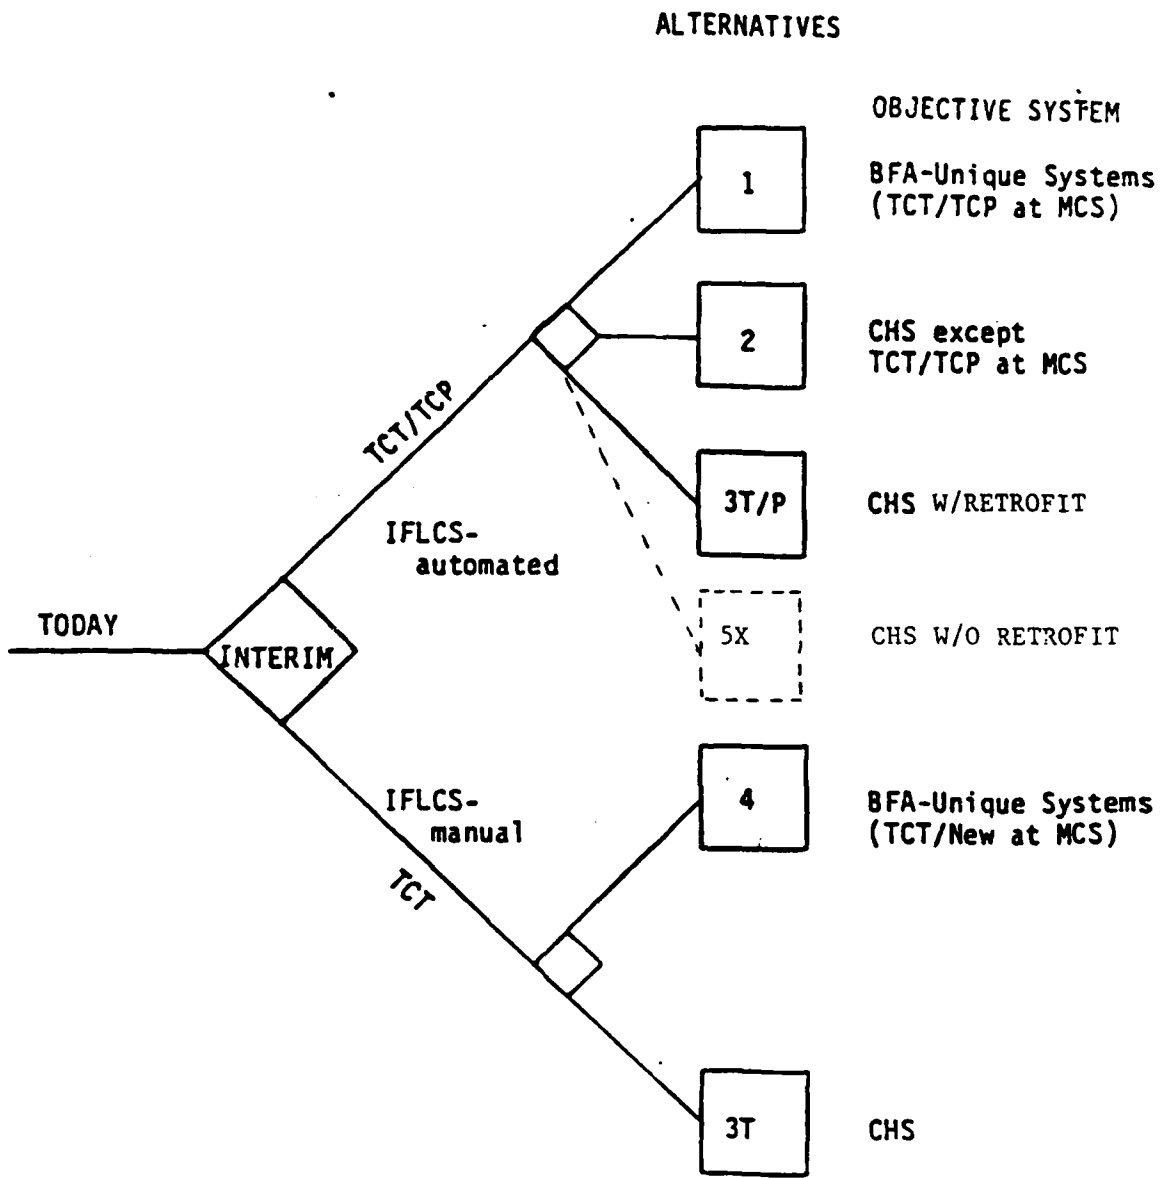 ALTERNATIVES
OBJECTIVE SYSTEM
1
BFA-Unique Systems
(TCT/TCP at MCS)
2
CHS except
TCT/TCP at MCS
TCT/TCP
3T/P
CHS W/RETROFIT
IFLCS-
automated
TODAY
INTERIM
5X
CHS W/O RETROFIT
IFLCS-
manual
TCT
4
BFA-Unique Systems
(TCT/New at MCS)
3T
CHS